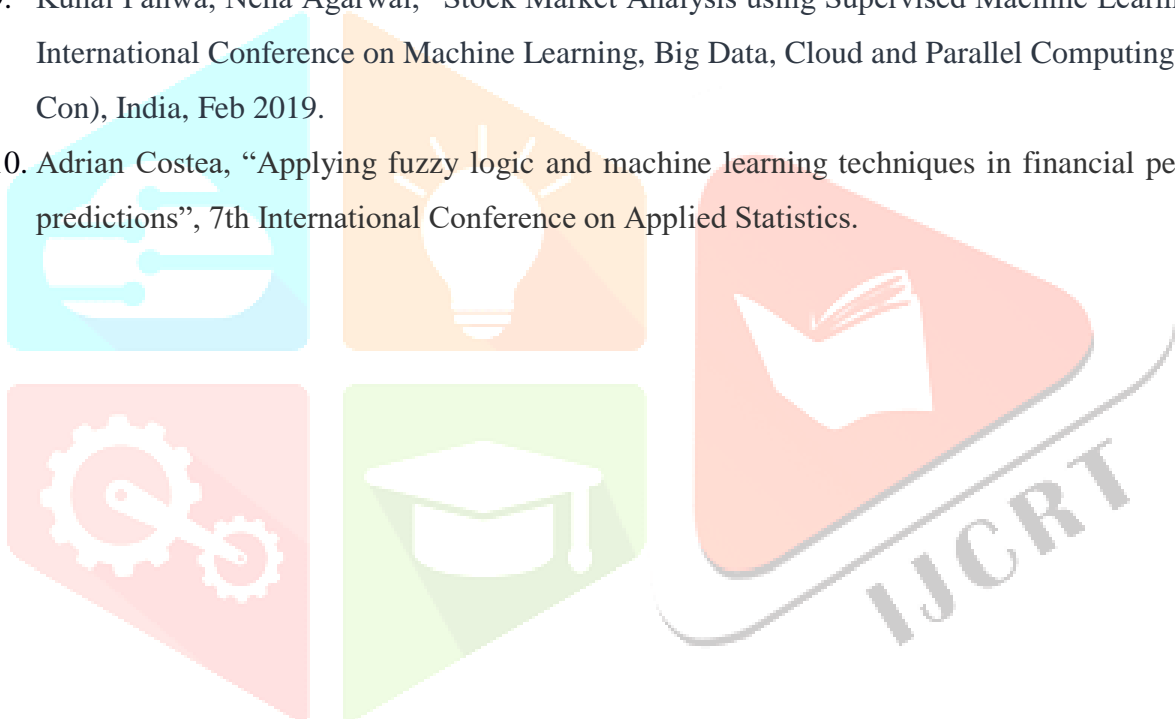 Kunal Pahwa, Neha Agarwal, “Stock Market Analysis using Supervised Machine Learni
International Conference on Machine Learning, Big Data, Cloud and Parallel Computing
Con), India, Feb 2019.
0. Adrian Costea, “Applying fuzzy logic and machine learning techniques in financial pe
predictions”, 7th International Conference on Applied Statistics.
IJCRT